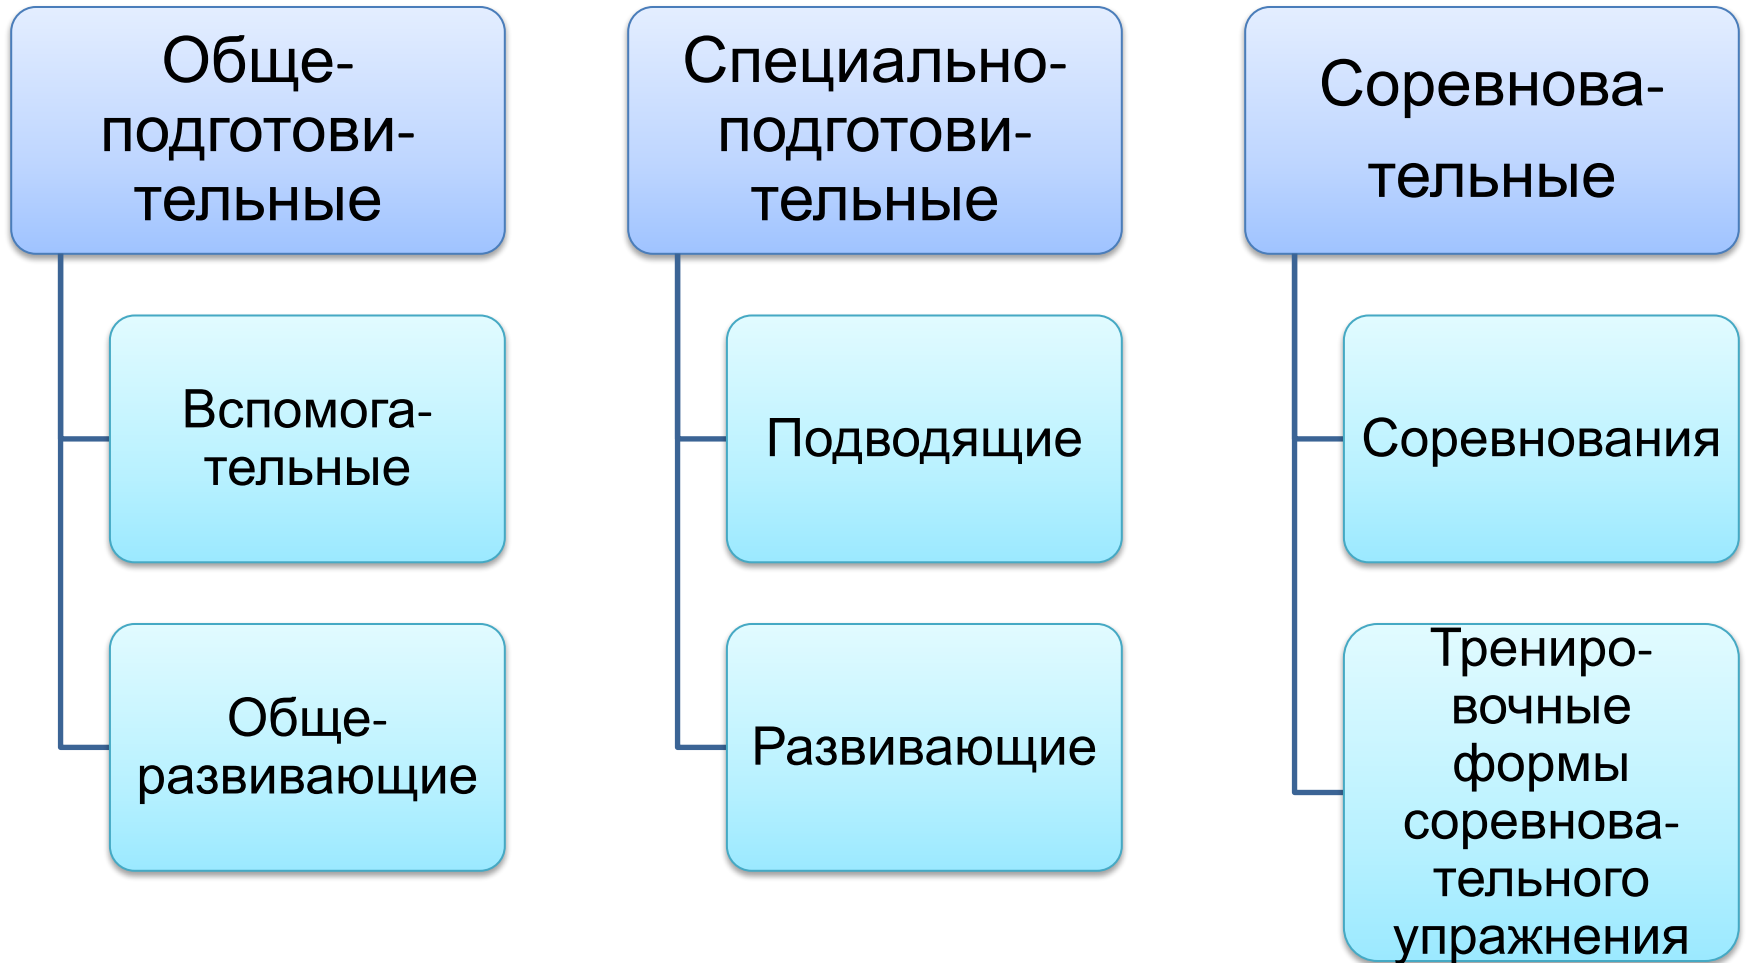 Обще-
подготови-
тельные
Вспомога-
тельные
Обще-
развивающие
Специально-
подготови-
тельные
Подводящие
Развивающие
Соревнова-
тельные
Соревнования
Трениро-
вочные
формы
соревнова-
тельного
упражнения